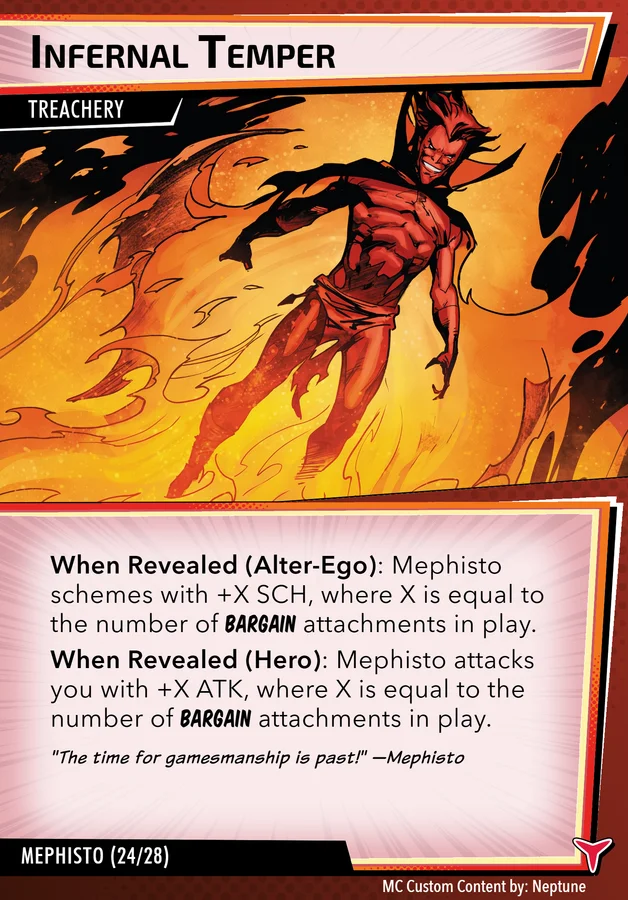 INFERNAL TEMPER
TREACHERY
When Revealed (Alter-Ego): Mephisto
schemes with +X SCH, where X is equal to
the number of BARGAIN attachments in play.
When Revealed (Hero): Mephisto attacks
you with +X ATK, where X is equal to the
number of BARGAIN attachments in play.
"The time for gamesmanship is past!" —Mephisto
MEPHISTO (24/28)
MC Custom Content by: Neptune